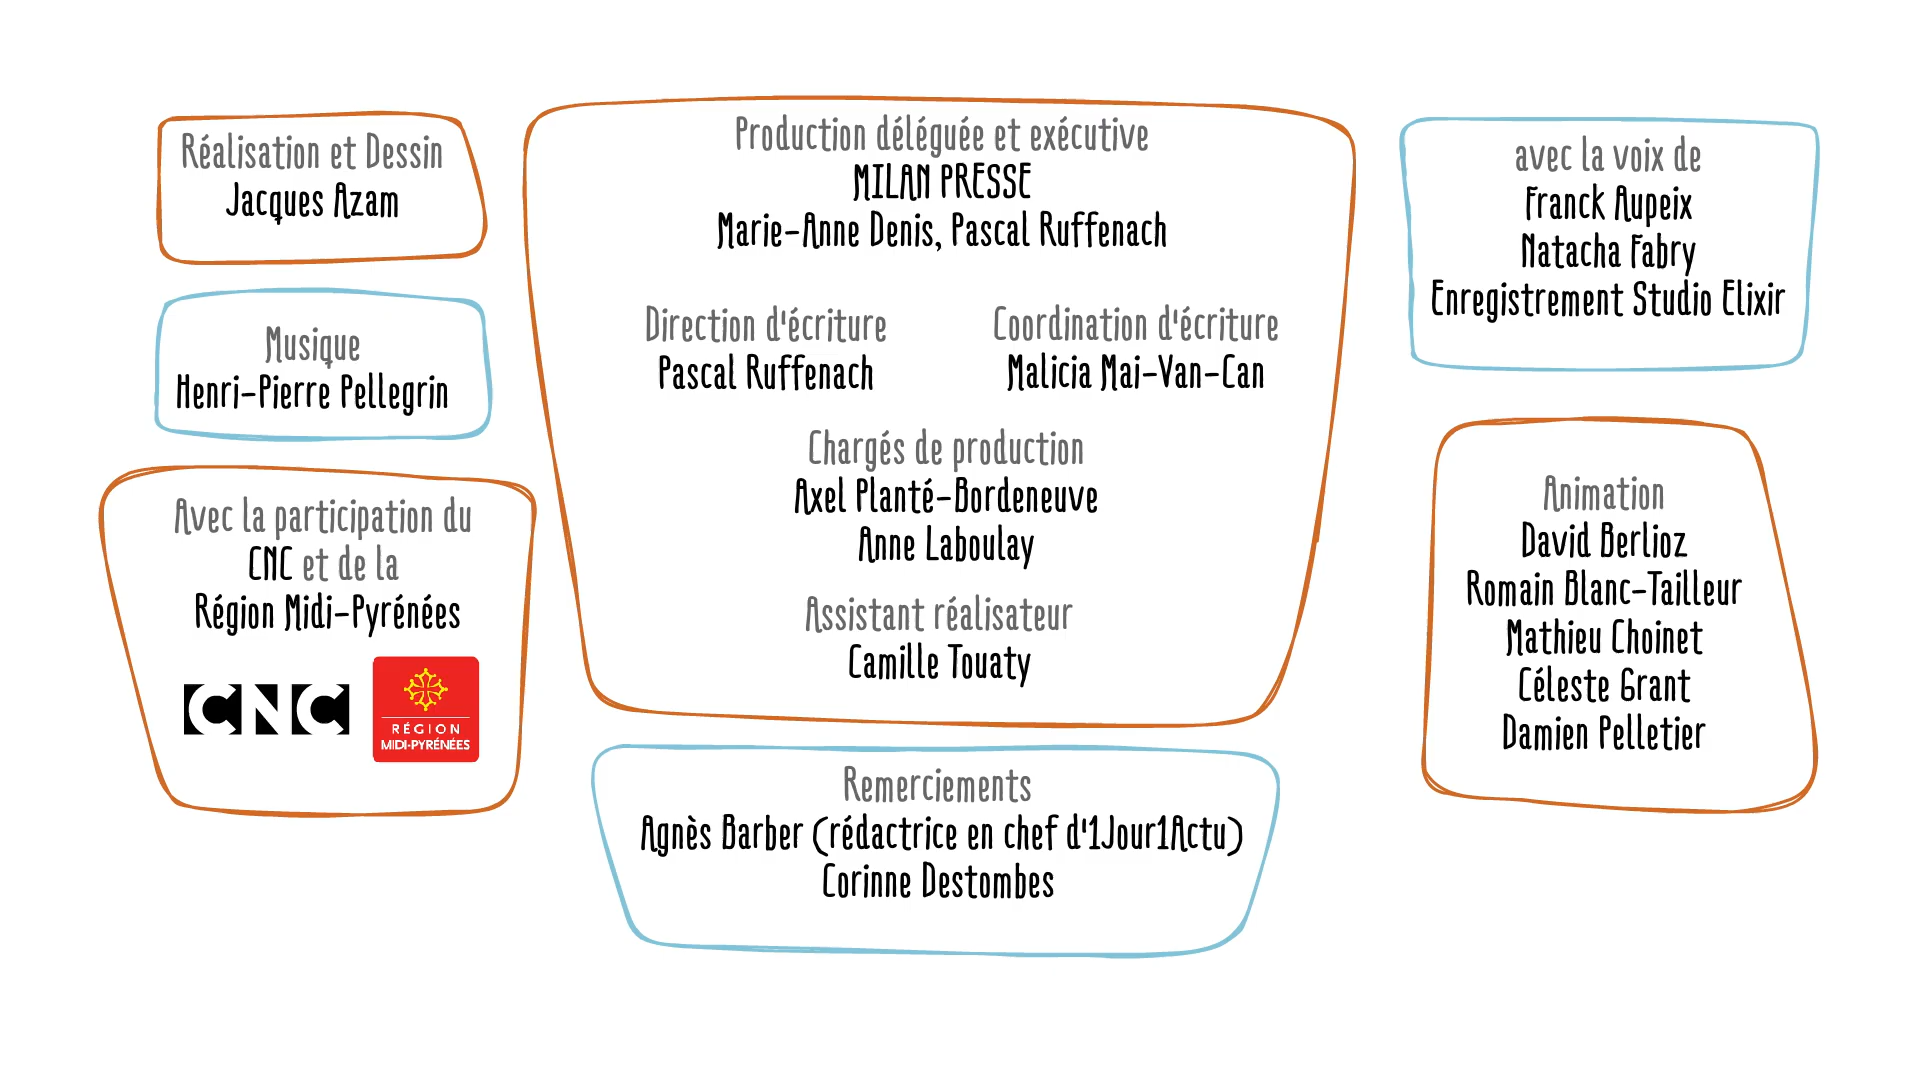 Réalisation et Dessin
Jacques Azam
Musique
Henri-Pierre Pellegrin
Avec la participation du
CNC et de la
Région Midi-Pyrénées
CNC
RÉGION
MIDI-PYRÉNÉES
Production déléguée et exécutive
MILAN PRESSE
Marie-Anne Denis, Pascal Ruffenach
Direction d'écriture
Pascal Ruffenach
Coordination d'écriture
Malicia Mai-Van-Can
Chargés de production
Axel Planté-Bordeneuve
Anne Laboulay
Assistant réalisateur
Camille Touaty
Remerciements
Agnès Barber (rédactrice en chef d'1Jour1Actu)
Corinne Destombes
avec la voix de
Franck Aupeix
Natacha Fabry
Enregistrement Studio Elixir
Animation
David Berlioz
Romain Blanc-Tailleur
Mathieu Choinet
Céleste Grant
Damien Pelletier